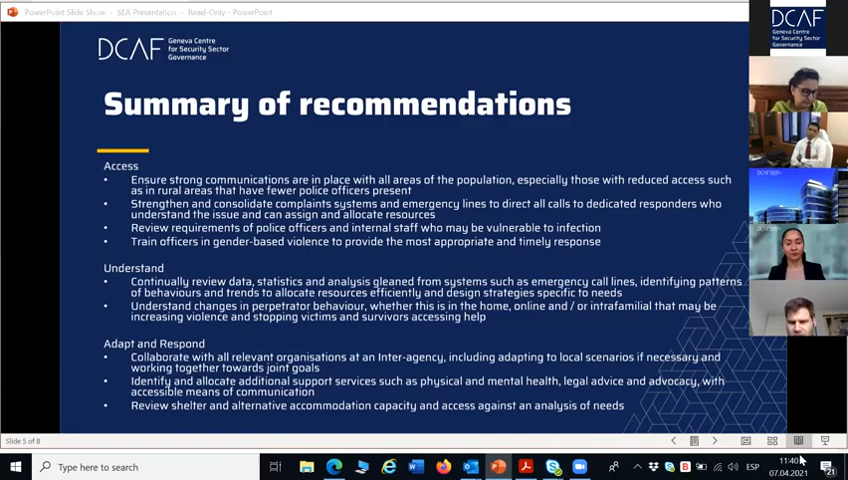 PowerPoint Slide Show - SEA Presentation - Read-Only - PowerPoint
DCAF Geneva Centre
for Security Sector
Governance
Summary of recommendations
Access
• Ensure strong communications are in place with all areas of the population, especially those with reduced access such
as in rural areas that have fewer police officers present
• Strengthen and consolidate complaints systems and emergency lines to direct all calls to dedicated responders who
understand the issue and can assign and allocate resources
• Review requirements of police officers and internal staff who may be vulnerable to infection
• Train officers in gender-based violence to provide the most appropriate and timely response
Understand
• Continually review data, statistics and analysis gleaned from systems such as emergency call lines, identifying patterns
of behaviours and trends to allocate resources efficiently and design strategies specific to needs
• Understand changes in perpetrator behaviour, whether this is in the home, online and / or intrafamilial that may be
increasing violence and stopping victims and survivors accessing help
Adapt and Respond
• Collaborate with all relevant organisations at an Inter-agency, including adapting to local scenarios if necessary and
working together towards joint goals
• Identify and allocate additional support services such as physical and mental health, legal advice and advocacy, with
accessible means of communication
• Review shelter and alternative accommodation capacity and access against an analysis of needs
DCAF
DCAF
DCAF
Slide 5 of 8
Type here to search
ESP
11:40
07.04.2021
21